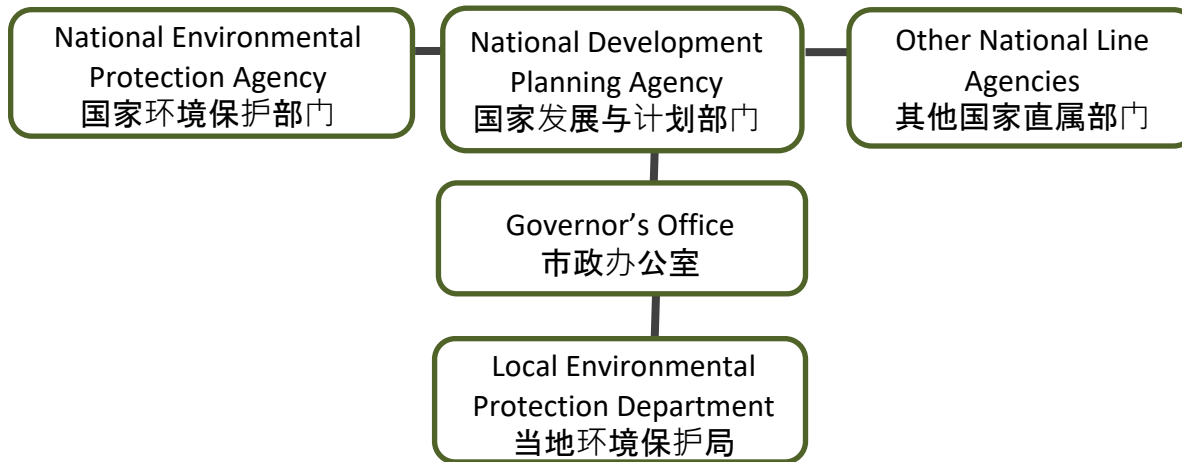 National Environmental
Protection Agency
国家环境保护部门
National Development
Planning Agency
国家发展与计划部门
Other National Line
Agencies
其他国家直属部门
Governor’s Office
市政办公室
Local Environmental
Protection Department
当地环境保护局